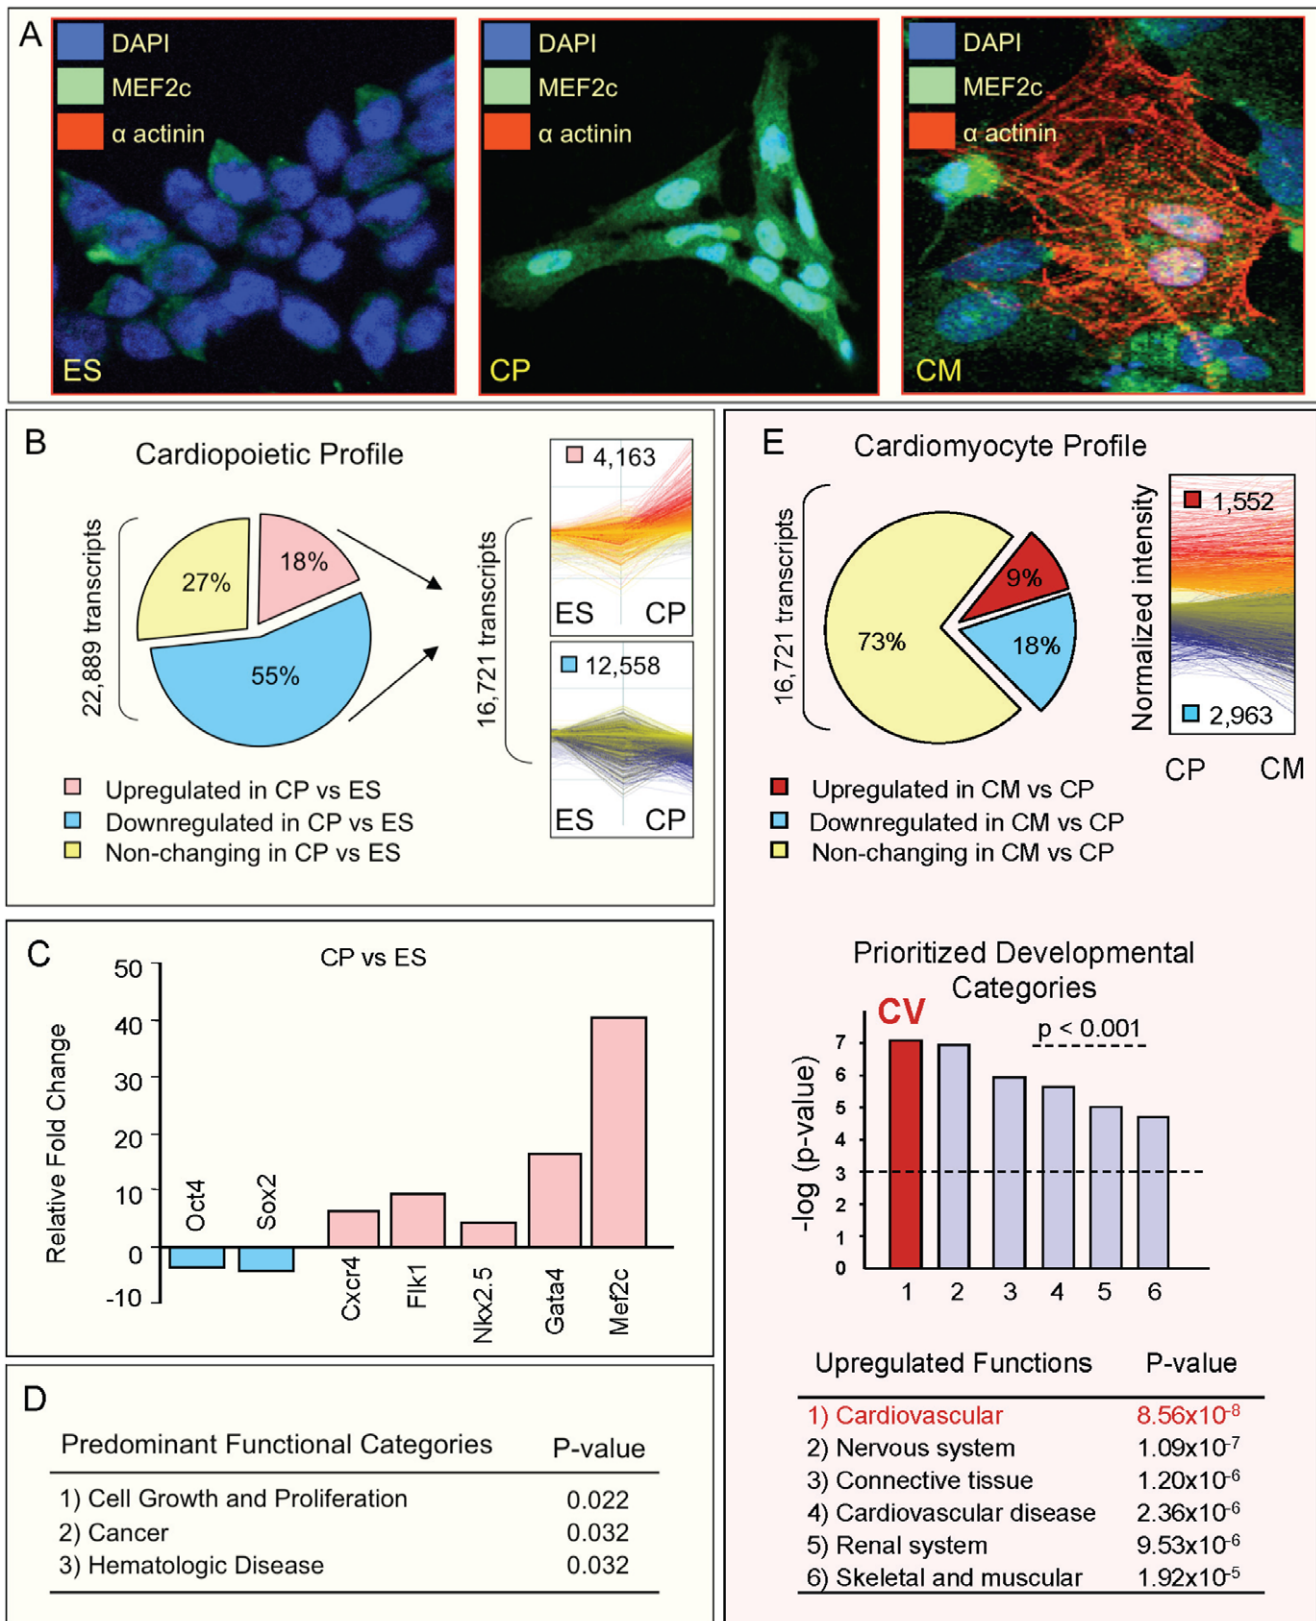 A
DAPI
MEF2c
α actinin
ES
DAPI
MEF2c
α actinin
CP
DAPI
MEF2c
α actinin
CM
B
Cardiopoietic Profile
22,889 transcripts
27%
18%
55%
16,721 transcripts
4,163
ES CP
12,558
ES CP
Upregulated in CP vs ES
Downregulated in CP vs ES
Non-changing in CP vs ES
C
CP vs ES
Relative Fold Change
50
40
30
20
10
0
-10
Oct4
Sox2
Cxcr4
Flk1
Nkx2.5
Gata4
Mef2c
D
Predominant Functional Categories P-value
1) Cell Growth and Proliferation 0.022
2) Cancer 0.032
3) Hematologic Disease 0.032
E
Cardiomyocyte Profile
16,721 transcripts
73%
9%
18%
Normalized intensity
1,552
2,963
CP CM
Upregulated in CM vs CP
Downregulated in CM vs CP
Non-changing in CM vs CP
Prioritized Developmental
Categories
CV
p < 0.001
-log (p-value)
7
6
5
4
3
2
1
0
1 2 3 4 5 6
Upregulated Functions P-value
1) Cardiovascular 8.56x10⁻⁸
2) Nervous system 1.09x10⁻⁷
3) Connective tissue 1.20x10⁻⁶
4) Cardiovascular disease 2.36x10⁻⁶
5) Renal system 9.53x10⁻⁶
6) Skeletal and muscular 1.92x10⁻⁵